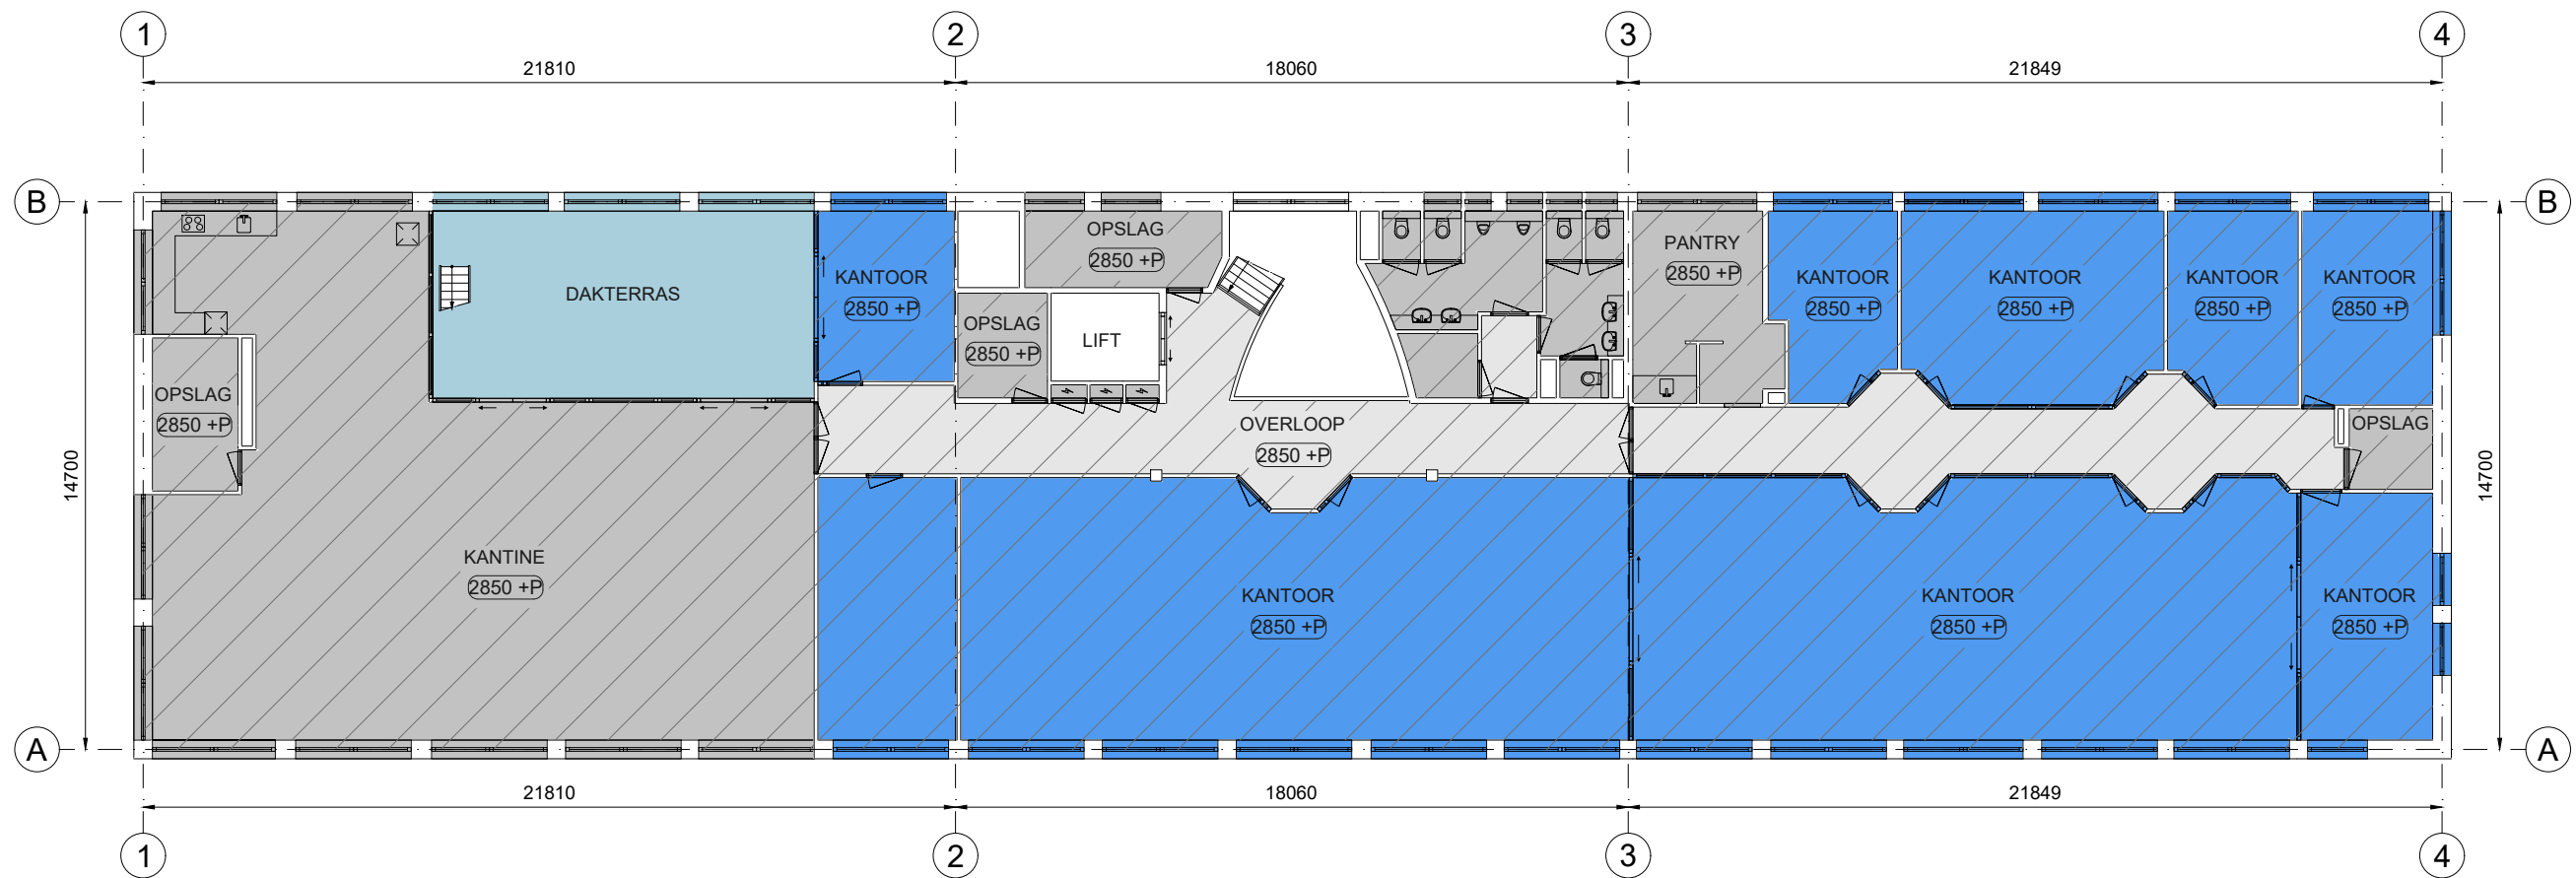 1 2 3 4
21810 18060 21849
B B
OPSLAG
2850 +P
PANTRY
2850 +P
KANTOOR
2850 +P
KANTOOR
2850 +P
KANTOOR
2850 +P
KANTOOR
2850 +P
KANTOOR
2850 +P
DAKTERRAS
OPSLAG
2850 +P
LIFT
OPSLAG
2850 +P
OVERLOOP
2850 +P
OPSLAG
14700 14700
KANTINE
2850 +P
KANTOOR
2850 +P
KANTOOR
2850 +P
KANTOOR
2850 +P
A A
21810 18060 21849
1 2 3 4